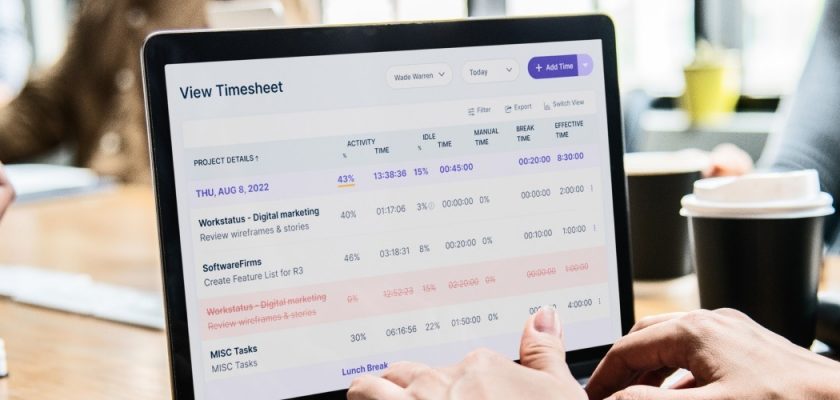 View Timesheet
Wade Warren
Today
+ Add Time
Filter
Export
Switch View
PROJECT DETAILS ↑
ACTIVITY
% TIME
IDLE
% TIME
MANUAL
TIME
BREAK
TIME
EFFECTIVE
TIME
THU, AUG 8, 2022 43% 13:38:36 15% 00:45:00 00:20:00 8:30:00
Workstatus - Digital marketing 40% 01:17:06 3% 00:00:00 0% 00:00:00 2:00:00
Review wireframes & stories
SoftwareFirms 46% 03:18:31 8% 00:20:00 0% 00:10:00 1:00:00
Create Feature List for R3
Workstatus - Digital marketing 0% 12:52:23 15% 02:20:00 0% 00:00:00 1:00:00
Review wireframes & stories
MISC Tasks 30% 06:16:56 22% 01:50:00 0% 4:00:00
MISC Tasks
Lunch Break